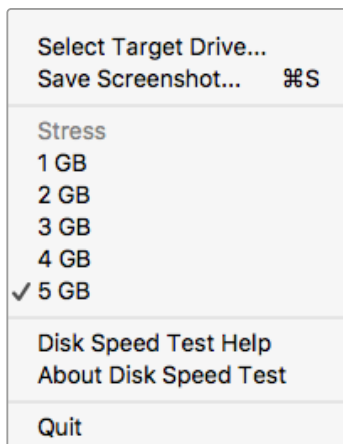 Select Target Drive...
Save Screenshot... ⌘S
Stress
1 GB
2 GB
3 GB
4 GB
✓ 5 GB
Disk Speed Test Help
About Disk Speed Test
Quit